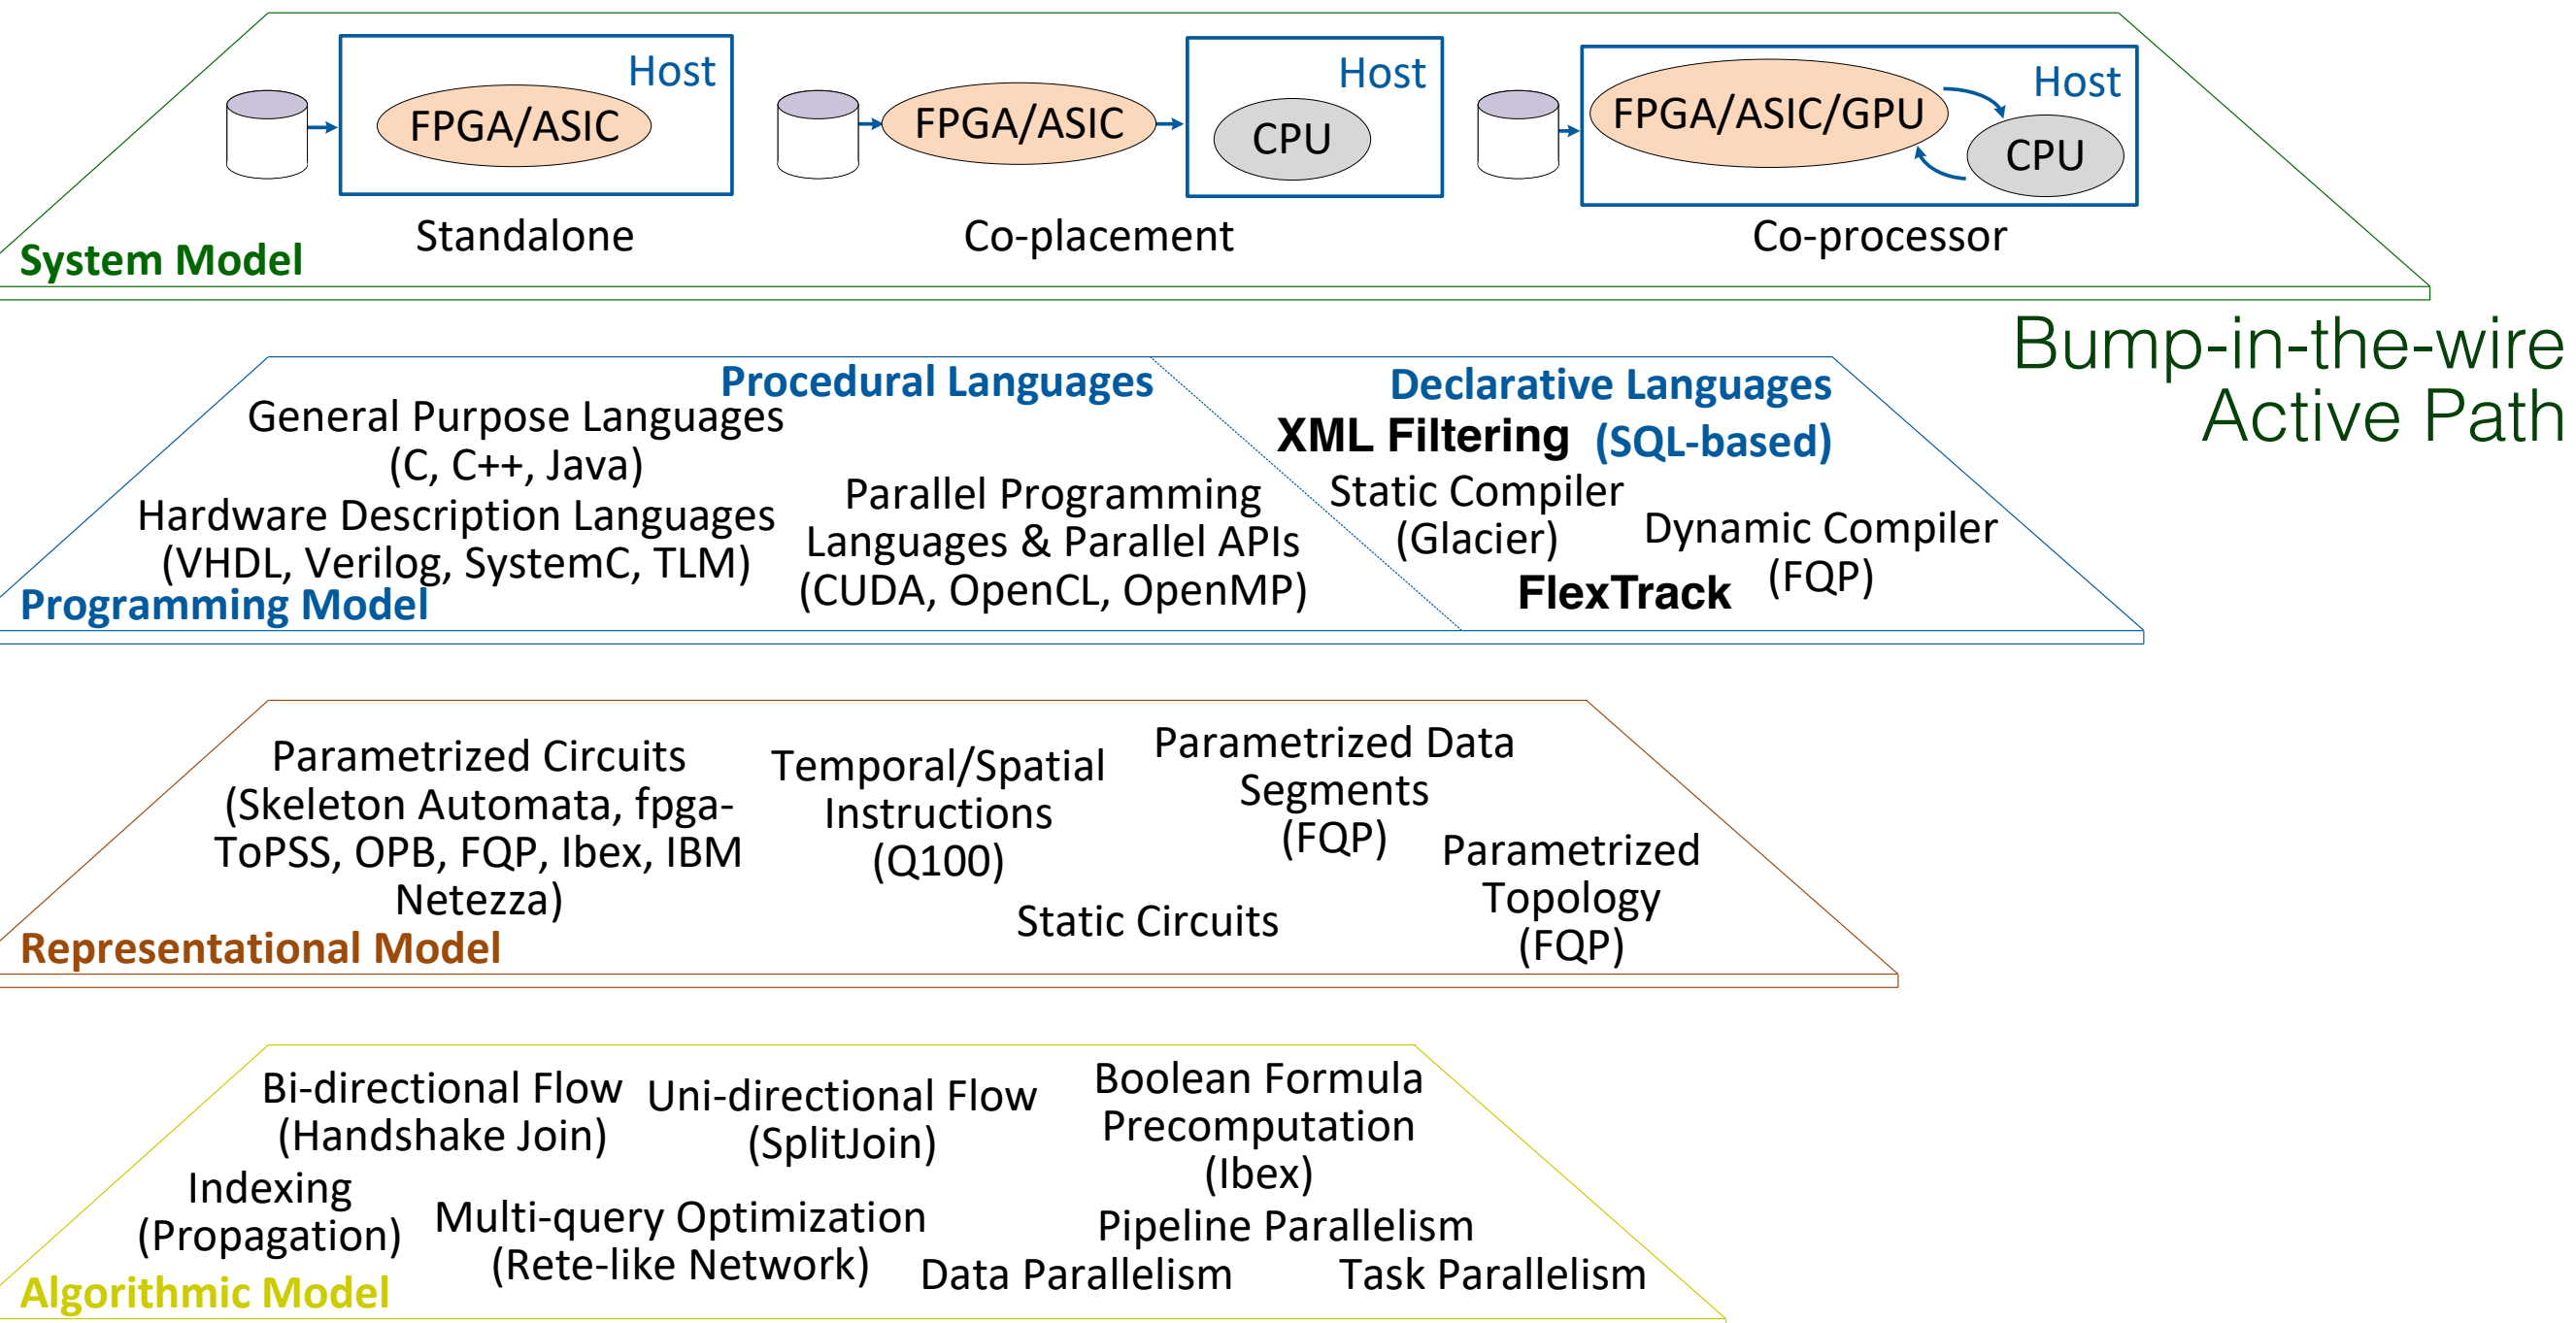 Host
FPGA/ASIC
Standalone
FPGA/ASIC
Host
CPU
Co-placement
FPGA/ASIC/GPU
Host
CPU
Co-processor
System Model
Bump-in-the-wire
Active Path
Procedural Languages
General Purpose Languages
(C, C++, Java)
Hardware Description Languages
(VHDL, Verilog, SystemC, TLM)
Parallel Programming
Languages & Parallel APIs
(CUDA, OpenCL, OpenMP)
Programming Model
Declarative Languages
(SQL-based)
XML Filtering
Static Compiler
(Glacier)
Dynamic Compiler
(FQP)
FlexTrack
Parametrized Circuits
(Skeleton Automata, fpga-
ToPSS, OPB, FQP, Ibex, IBM
Netezza)
Temporal/Spatial
Instructions
(Q100)
Parametrized Data
Segments
(FQP)
Parametrized
Topology
(FQP)
Static Circuits
Representational Model
Bi-directional Flow
(Handshake Join)
Uni-directional Flow
(SplitJoin)
Boolean Formula
Precomputation
(Ibex)
Indexing
(Propagation)
Multi-query Optimization
(Rete-like Network)
Pipeline Parallelism
Data Parallelism
Task Parallelism
Algorithmic Model